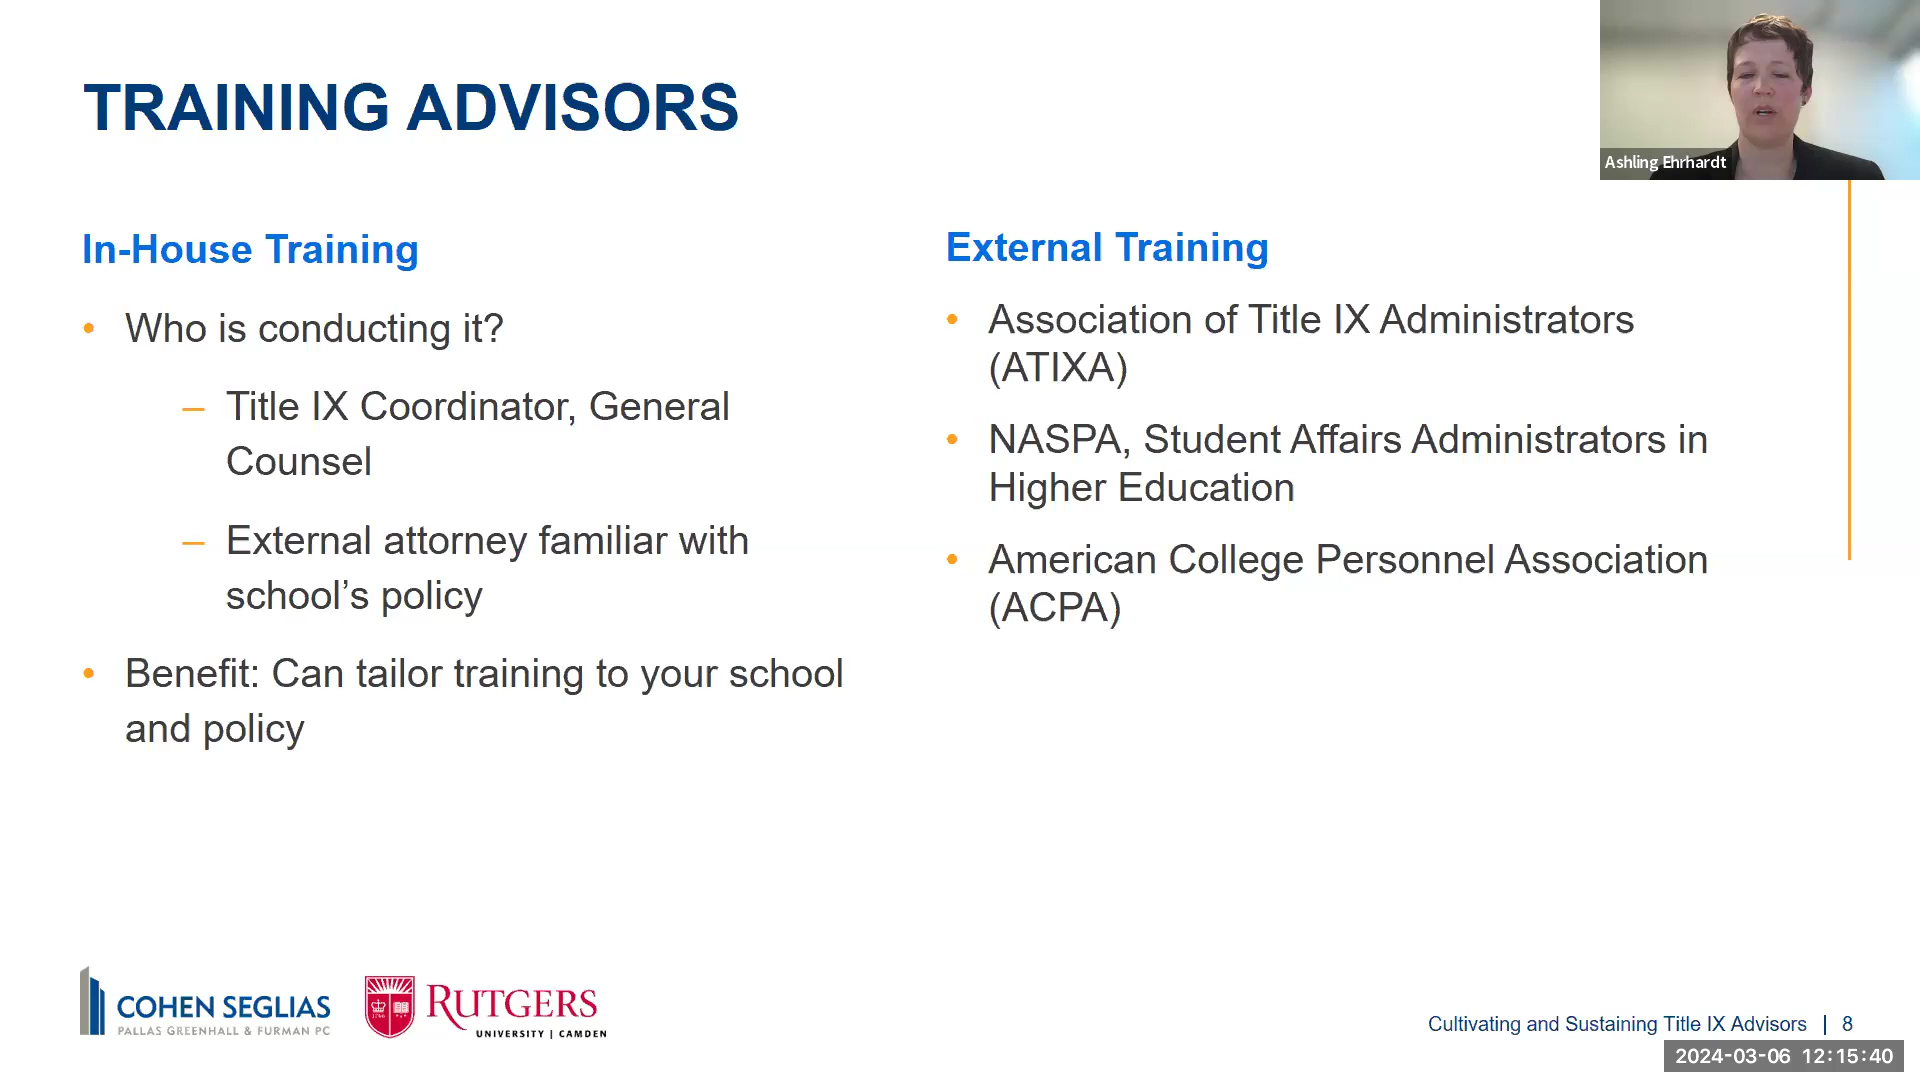 TRAINING ADVISORS
Ashling Ehrhardt
In-House Training
• Who is conducting it?
– Title IX Coordinator, General
Counsel
– External attorney familiar with
school’s policy
• Benefit: Can tailor training to your school
and policy
External Training
• Association of Title IX Administrators
(ATIXA)
• NASPA, Student Affairs Administrators in
Higher Education
• American College Personnel Association
(ACPA)
COHEN SEGLIAS
PALLAS GREENHALL & FURMAN PC
1766
RUTGERS
UNIVERSITY | CAMDEN
Cultivating and Sustaining Title IX Advisors | 8
2024-03-06 12:15:40